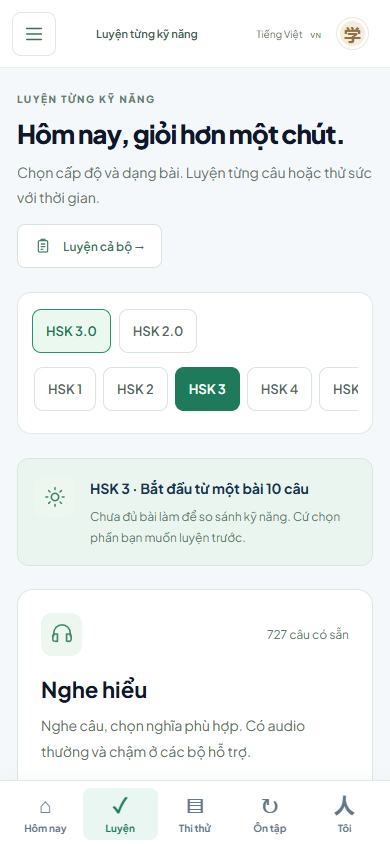 Luyện từng kỹ năng
Tiếng Việt VN
学
LUYỆN TỪNG KỸ NĂNG
Hôm nay, giỏi hơn một chút.
Chọn cấp độ và dạng bài. Luyện từng câu hoặc thử sức
với thời gian.
Luyện cả bộ →
HSK 3.0 HSK 2.0
HSK 1 HSK 2 HSK 3 HSK 4 HSK
HSK 3 · Bắt đầu từ một bài 10 câu
Chưa đủ bài làm để so sánh kỹ năng. Cứ chọn
phần bạn muốn luyện trước.
727 câu có sẵn
Nghe hiểu
Nghe câu, chọn nghĩa phù hợp. Có audio
thường và chậm ở các bộ hỗ trợ.
Hôm nay Luyện Thi thử Ôn tập Tôi